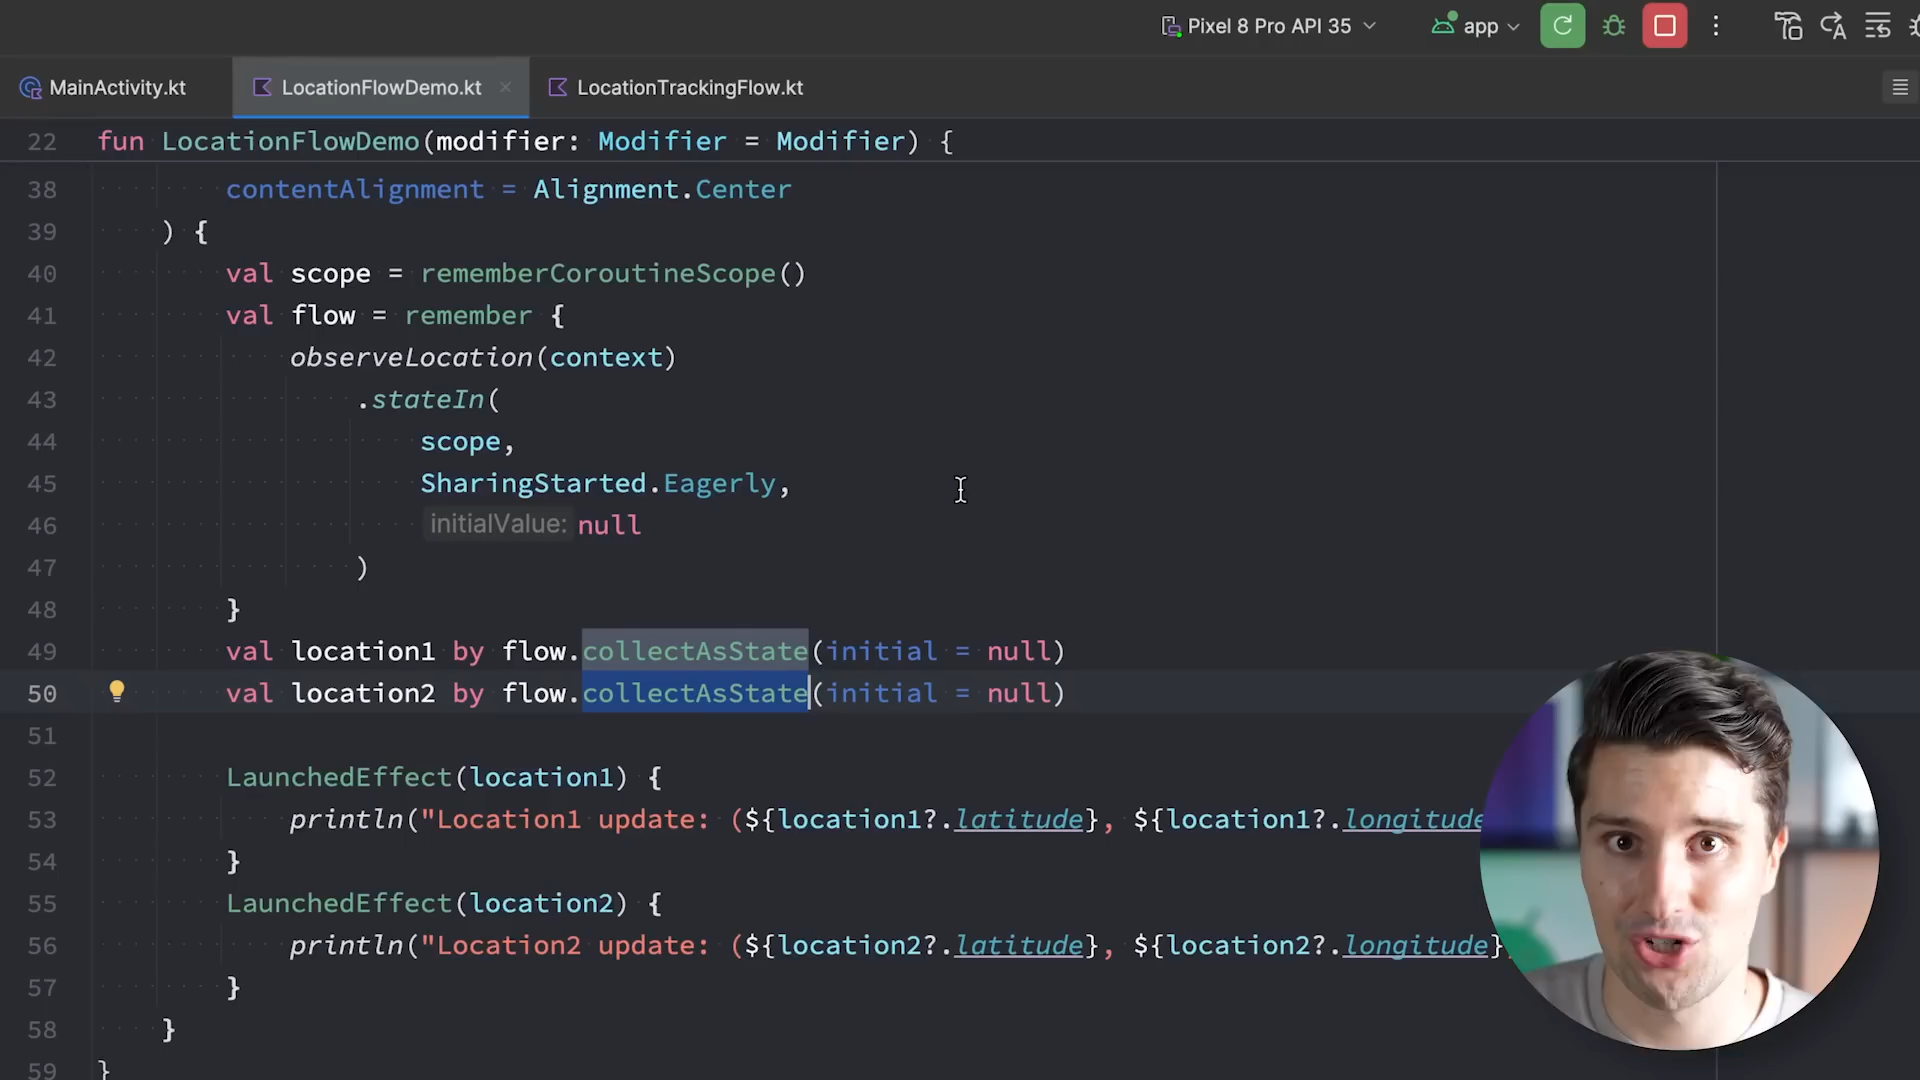 Pixel 8 Pro API 35
app
MainActivity.kt
LocationFlowDemo.kt
LocationTrackingFlow.kt
22 fun LocationFlowDemo(modifier: Modifier = Modifier) {
38 contentAlignment = Alignment.Center
39 ) {
40 val scope = rememberCoroutineScope()
41 val flow = remember {
42 observeLocation(context)
43 .stateIn(
44 scope,
45 SharingStarted.Eagerly,
46 initialValue: null
47 )
48 }
49 val location1 by flow.collectAsState(initial = null)
50 val location2 by flow.collectAsState(initial = null)
51
52 LaunchedEffect(location1) {
53 println("Location1 update: (${location1?.latitude}, ${location1?.longitude
54 }
55 LaunchedEffect(location2) {
56 println("Location2 update: (${location2?.latitude}, ${location2?.longitude}
57 }
58 }
59 }